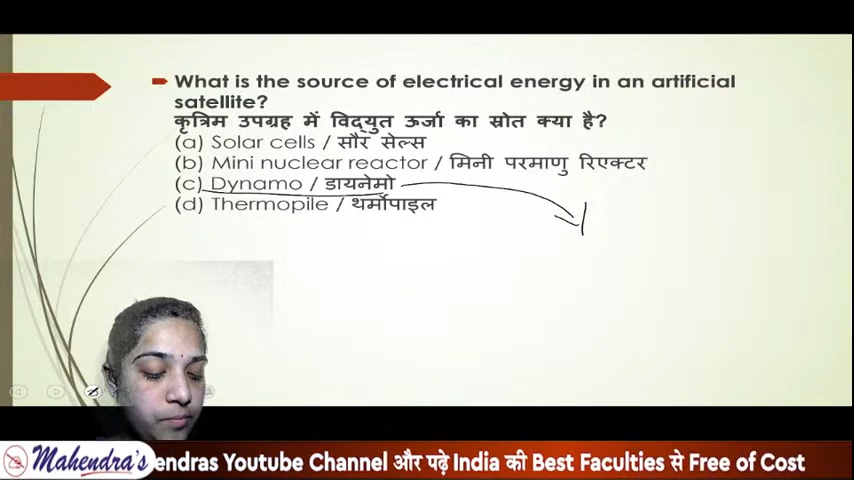 What is the source of electrical energy in an artificial
satellite?
कृत्रिम उपग्रह में विद्युत ऊर्जा का स्रोत क्या है?
(a) Solar cells / सौर सेल्स
(b) Mini nuclear reactor / मिनी परमाणु रिएक्टर
(c) Dynamo / डायनेमो
(d) Thermopile / थर्मोपाइल
Mahendra's endras Youtube Channel और पढ़े India की Best Faculties से Free of Cost